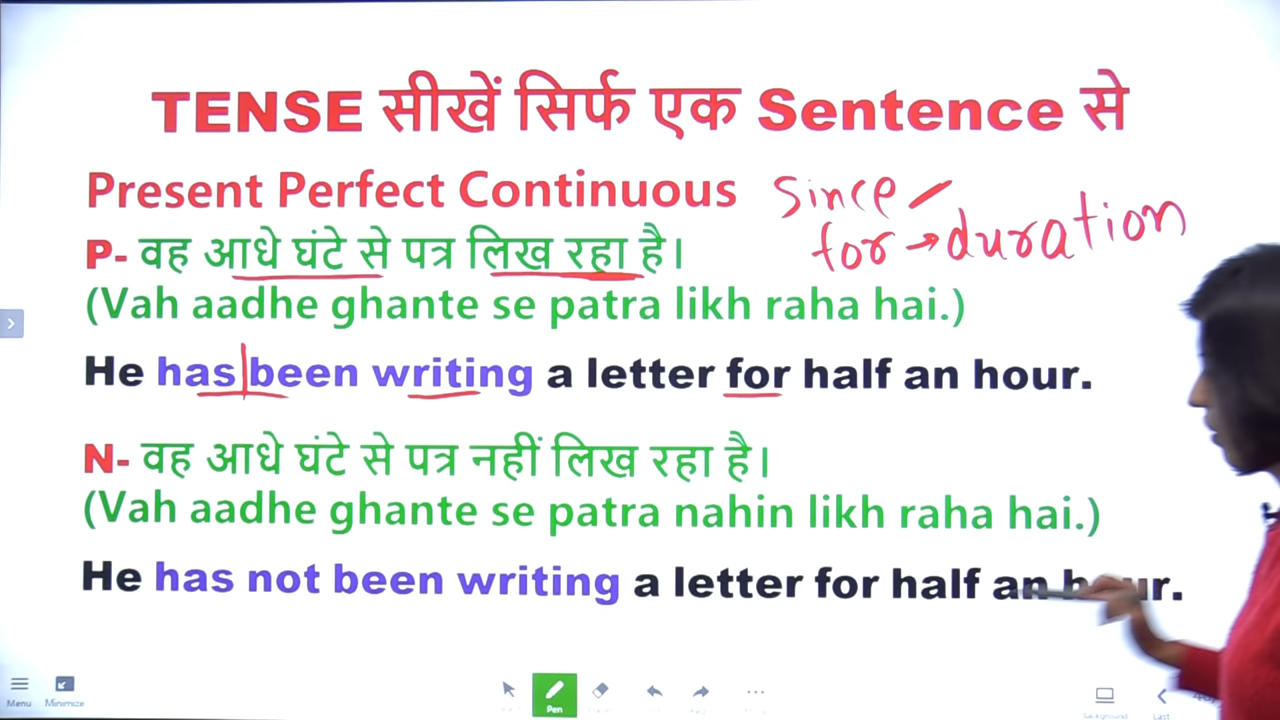 TENSE सीखें सिर्फ एक Sentence से
Present Perfect Continuous
since
for → duration
P- वह आधे घंटे से पत्र लिख रहा है।
(Vah aadhe ghante se patra likh raha hai.)
He has been writing a letter for half an hour.
N- वह आधे घंटे से पत्र नहीं लिख रहा है।
(Vah aadhe ghante se patra nahin likh raha hai.)
He has not been writing a letter for half an hour.
Menu
Minimize
Pen
Background
Last